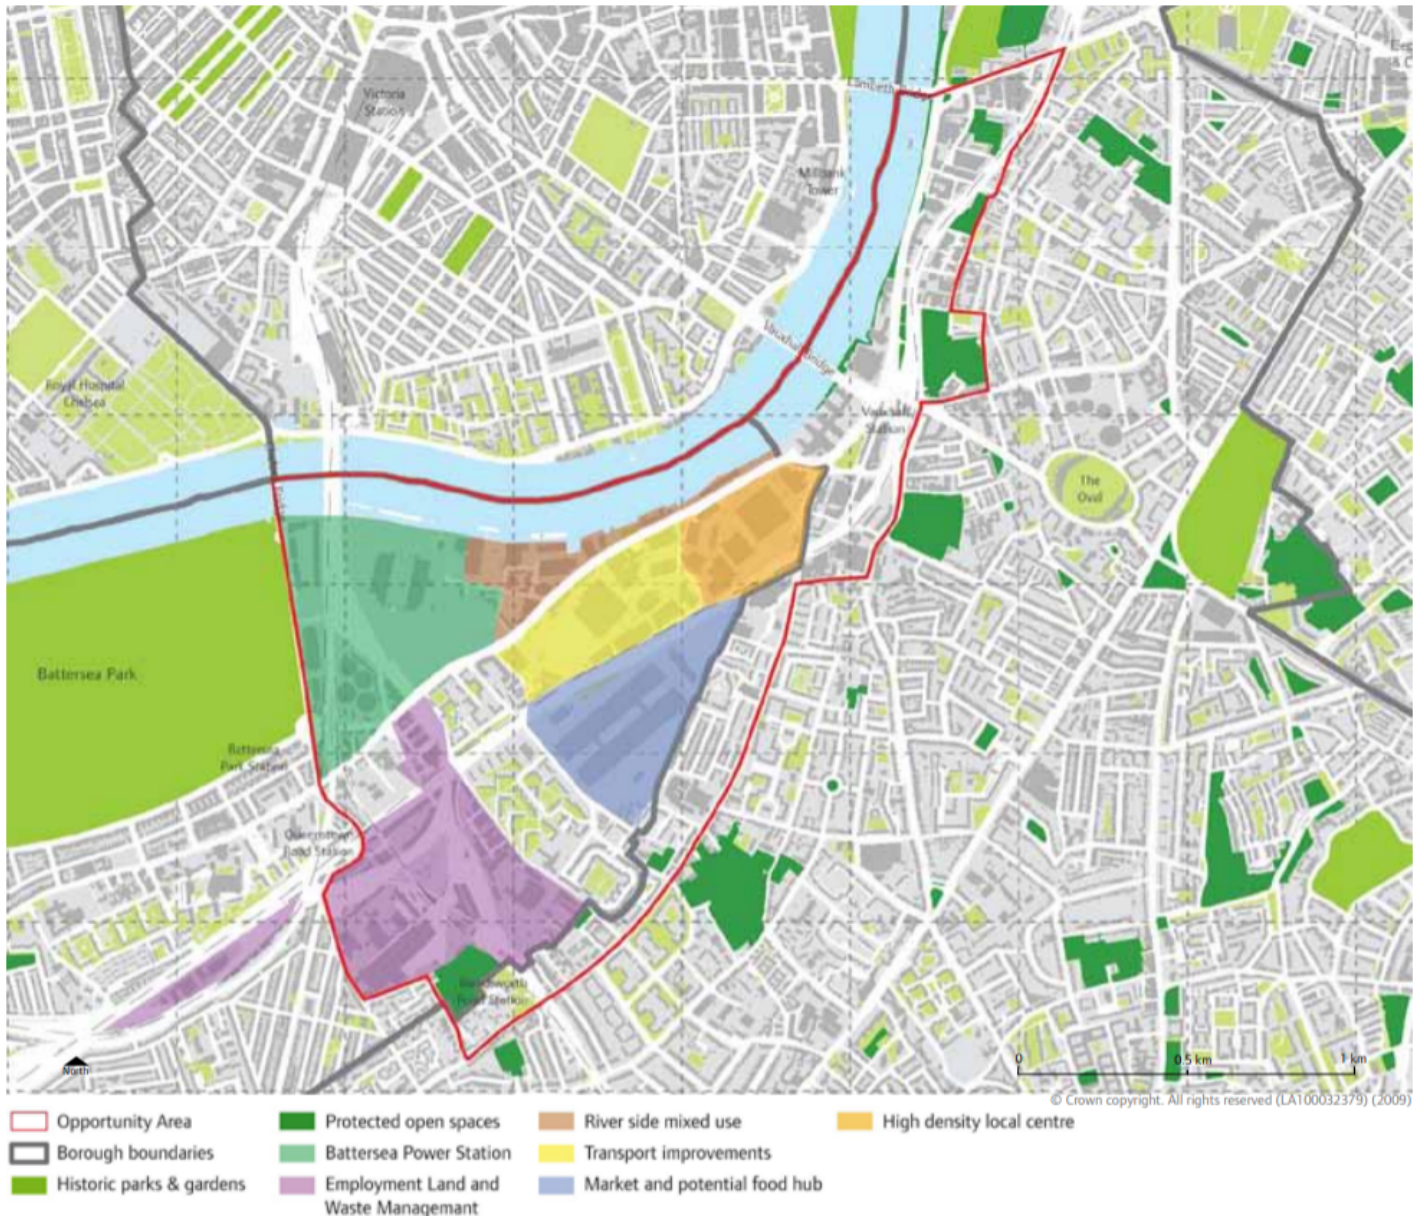 Victoria
Station
Lambeth Bridge
Millbank
Tower
Vauxhall Bridge
Royal Hospital
Chelsea
Vauxhall
Station
The
Oval
Battersea Park
Battersea
Park Station
Queenstown
Road Station
Wandsworth
Road Station
North
0
0.5 km
1 km
© Crown copyright. All rights reserved (LA100032379) (2009)
Opportunity Area
Borough boundaries
Historic parks & gardens
Protected open spaces
Battersea Power Station
Employment Land and
Waste Managemant
River side mixed use
Transport improvements
Market and potential food hub
High density local centre